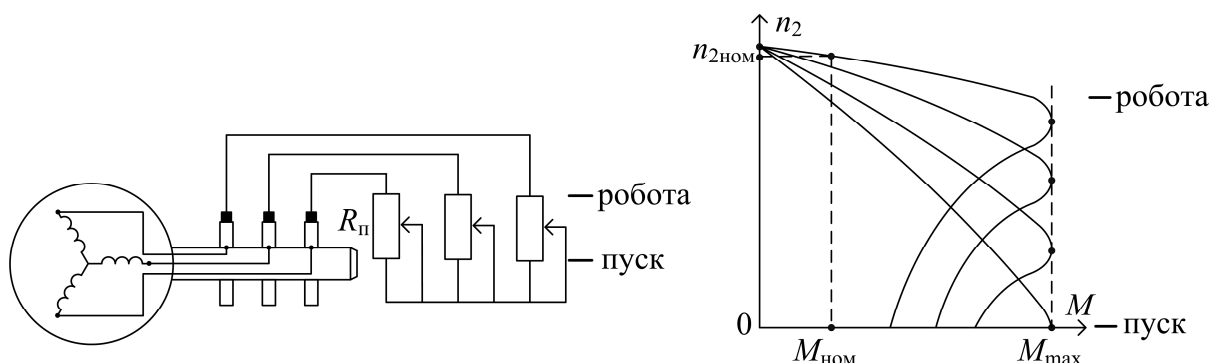 R_п
— робота
— пуск
n_2
n_2ном
— робота
0
M
— пуск
M_ном
M_max